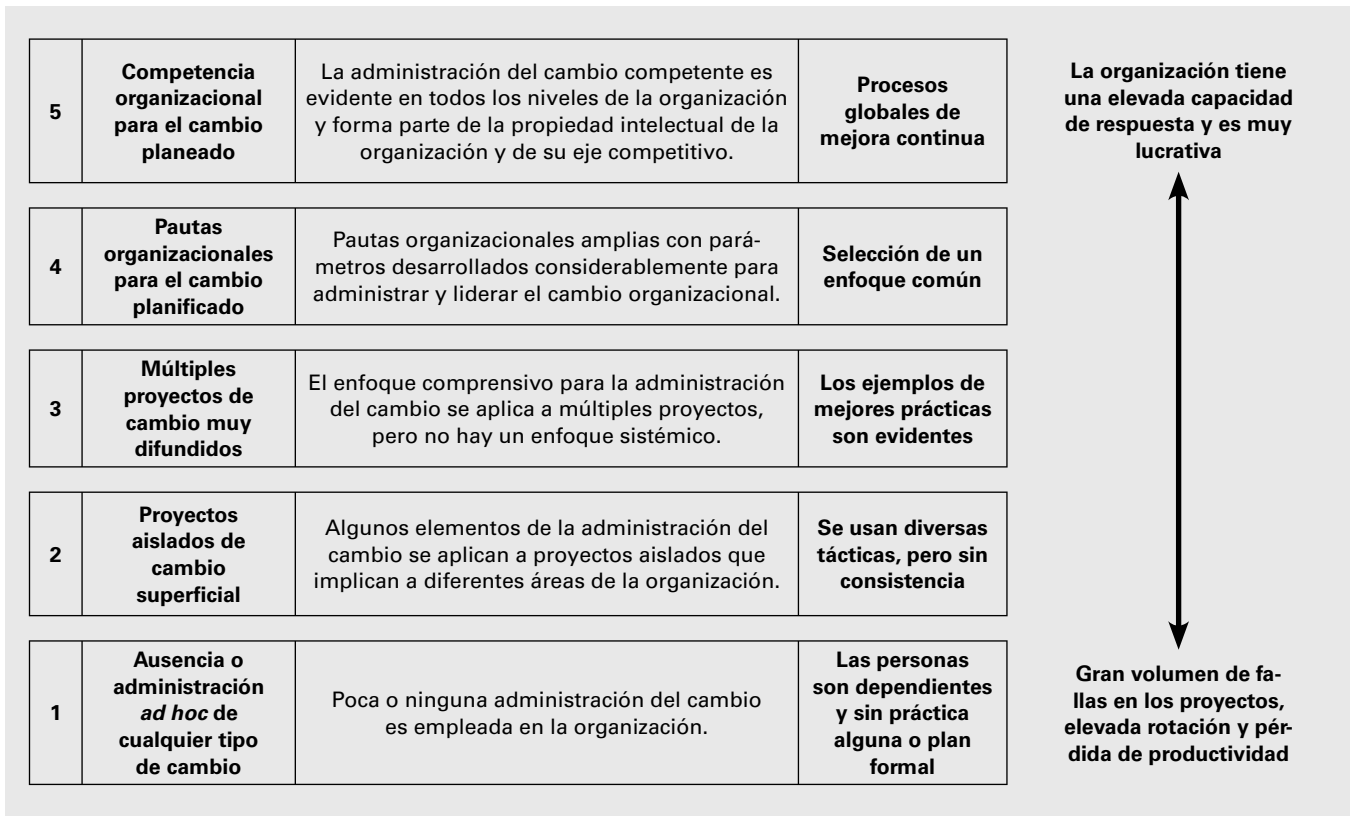 5
Competencia
organizacional
para el cambio
planeado
La administración del cambio competente es
evidente en todos los niveles de la organización
y forma parte de la propiedad intelectual de la
organización y de su eje competitivo.
Procesos
globales de
mejora continua
La organización tiene
una elevada capacidad
de respuesta y es muy
lucrativa
4
Pautas
organizacionales
para el cambio
planificado
Pautas organizacionales amplias con pará-
metros desarrollados considerablemente para
administrar y liderar el cambio organizacional.
Selección de un
enfoque común
3
Múltiples
proyectos de
cambio muy
difundidos
El enfoque comprensivo para la administración
del cambio se aplica a múltiples proyectos,
pero no hay un enfoque sistémico.
Los ejemplos de
mejores prácticas
son evidentes
2
Proyectos
aislados de
cambio
superficial
Algunos elementos de la administración del
cambio se aplican a proyectos aislados que
implican a diferentes áreas de la organización.
Se usan diversas
tácticas, pero sin
consistencia
1
Ausencia o
administración
ad hoc de
cualquier tipo
de cambio
Poca o ninguna administración del cambio
es empleada en la organización.
Las personas
son dependientes
y sin práctica
alguna o plan
formal
Gran volumen de fa-
llas en los proyectos,
elevada rotación y pér-
dida de productividad